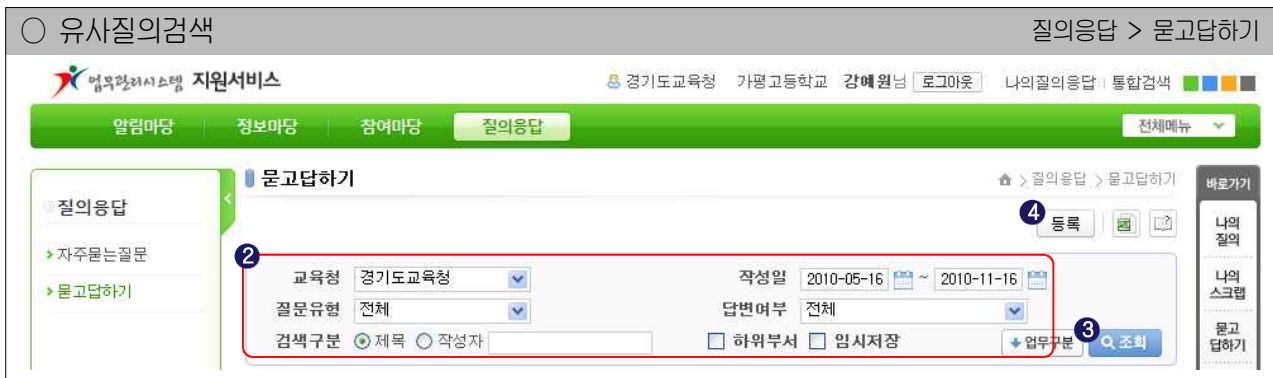 ○ 유사질의검색 질의응답 > 묻고답하기
업무관리시스템 지원서비스 경기도교육청 가평고등학교 강예원님 로그아웃 나의질의응답 통합검색
알림마당 정보마당 참여마당 질의응답 전체메뉴
질의응답
>자주묻는질문
>묻고답하기
묻고답하기 > 질의응답 > 묻고답하기
4 등록
2
교육청 경기도교육청 작성일 2010-05-16 ~ 2010-11-16
질문유형 전체 답변여부 전체
검색구분 제목 작성자 하위부서 임시저장 업무구분 3 조회
바로가기
나의
질의
나의
스크랩
묻고
답하기